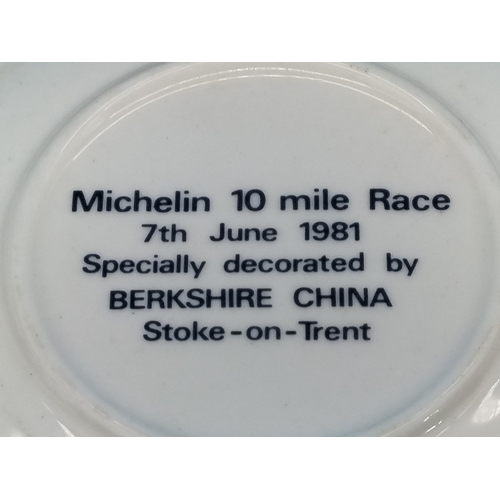 Michelin 10 mile Race
7th June 1981
Specially decorated by
BERKSHIRE CHINA
Stoke-on-Trent